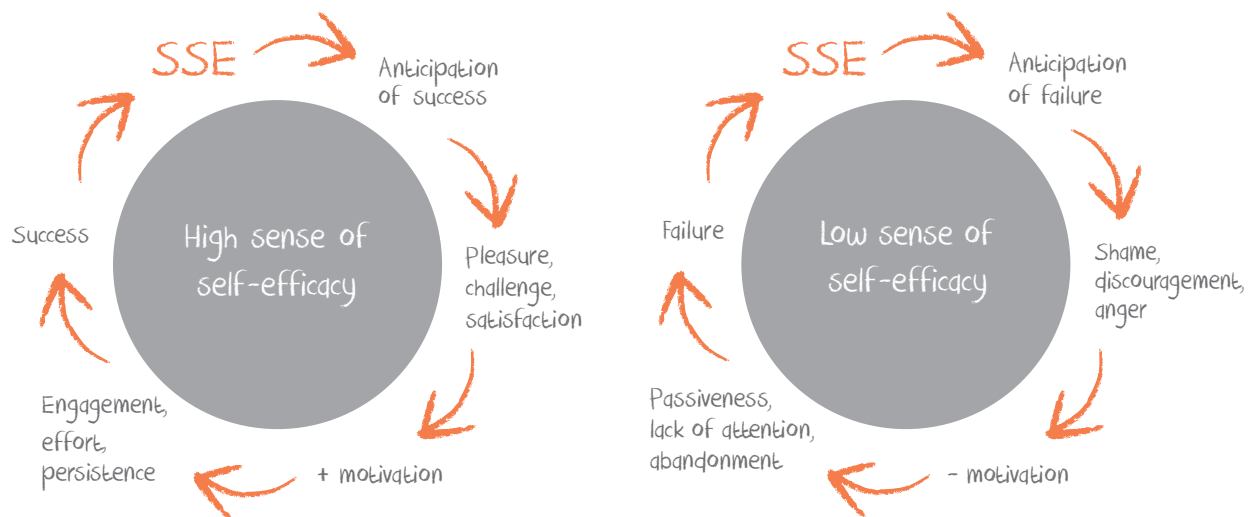 SSE
Anticipation
of success
Pleasure,
challenge,
satisfaction
+ motivation
Engagement,
effort,
persistence
Success
High sense of
self-efficacy
SSE
Anticipation
of failure
Shame,
discouragement,
anger
- motivation
Passiveness,
lack of attention,
abandonment
Failure
Low sense of
self-efficacy